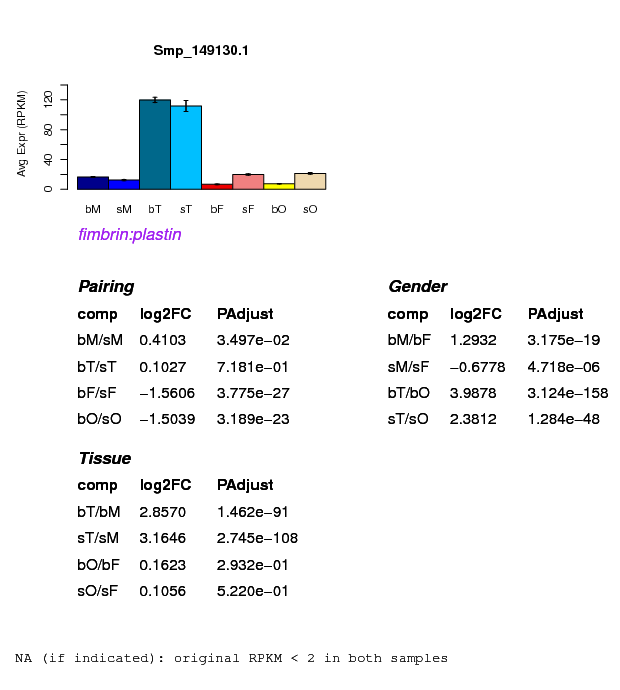 Smp_149130.1
Avg Expr (RPKM)
120
80
40
0
bM sM bT sT bF sF bO sO
fimbrin:plastin
Pairing
comp log2FC PAdjust
bM/sM 0.4103 3.497e−02
bT/sT 0.1027 7.181e−01
bF/sF −1.5606 3.775e−27
bO/sO −1.5039 3.189e−23
Gender
comp log2FC PAdjust
bM/bF 1.2932 3.175e−19
sM/sF −0.6778 4.718e−06
bT/bO 3.9878 3.124e−158
sT/sO 2.3812 1.284e−48
Tissue
comp log2FC PAdjust
bT/bM 2.8570 1.462e−91
sT/sM 3.1646 2.745e−108
bO/bF 0.1623 2.932e−01
sO/sF 0.1056 5.220e−01
NA (if indicated): original RPKM < 2 in both samples